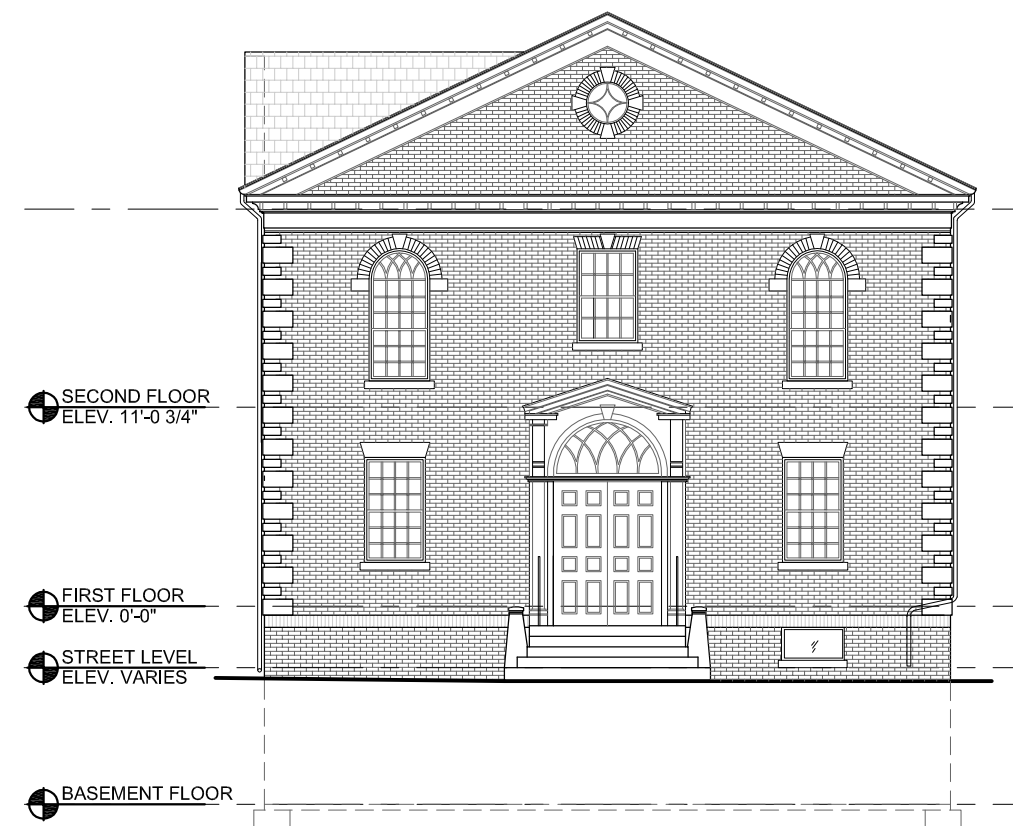 SECOND FLOOR
ELEV. 11'-0 3/4"
FIRST FLOOR
ELEV. 0'-0"
STREET LEVEL
ELEV. VARIES
BASEMENT FLOOR